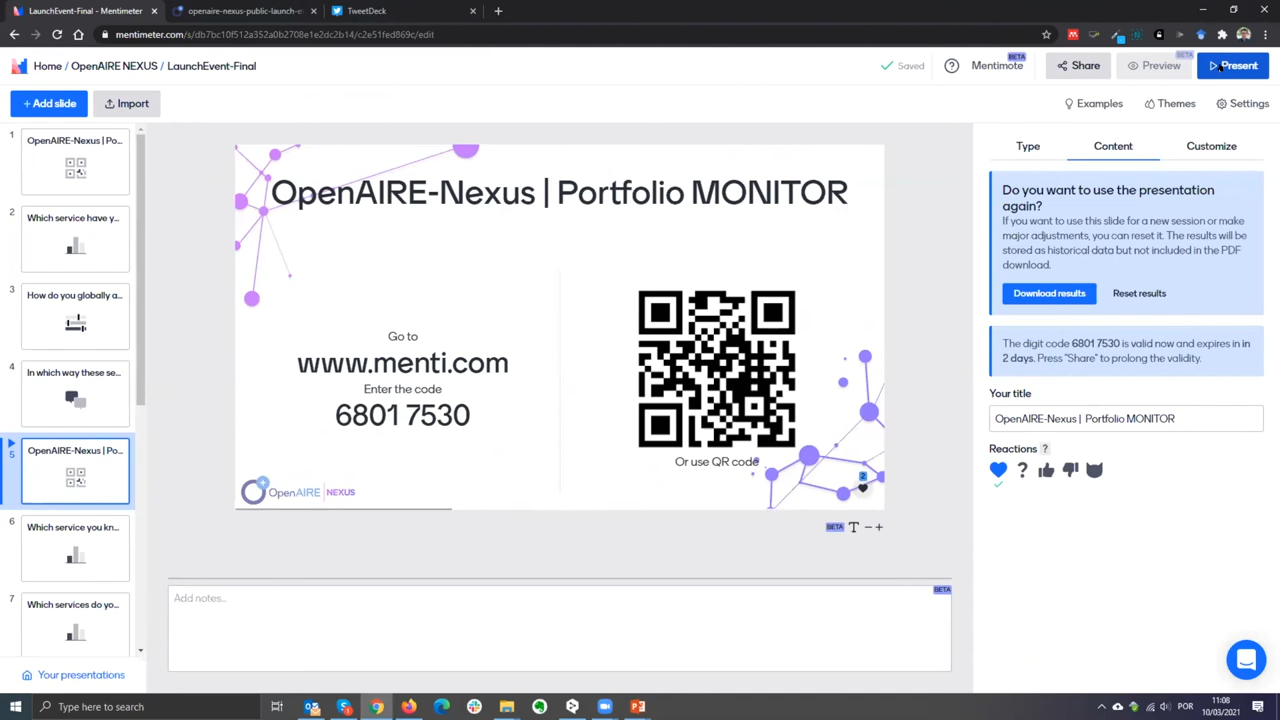 LaunchEvent-Final - Mentimeter
openaire-nexus-public-launch-e
TweetDeck
mentimeter.com/s/db7bc10f512a352a0b2708e1e2dc2b14/c2e51fed869c/edit
Home / OpenAIRE NEXUS / LaunchEvent-Final
Saved
Mentimote
BETA
Share
Preview
BETA
Present
+ Add slide
Import
Examples
Themes
Settings
1
OpenAIRE-Nexus | Po...
2
Which service have y...
3
How do you globally a...
4
In which way these se...
5
OpenAIRE-Nexus | Po...
6
Which service you kn...
7
Which services do yo...
Your presentations
OpenAIRE-Nexus | Portfolio MONITOR
Go to
www.menti.com
Enter the code
6801 7530
Or use QR code
OpenAIRE | NEXUS
2
BETA T − +
Add notes...
BETA
Type
Content
Customize
Do you want to use the presentation
again?
If you want to use this slide for a new session or make
major adjustments, you can reset it. The results will be
stored as historical data but not included in the PDF
download.
Download results
Reset results
The digit code 6801 7530 is valid now and expires in in
2 days. Press "Share" to prolong the validity.
Your title
OpenAIRE-Nexus | Portfolio MONITOR
Reactions ?
Type here to search
POR
11:08
10/03/2021